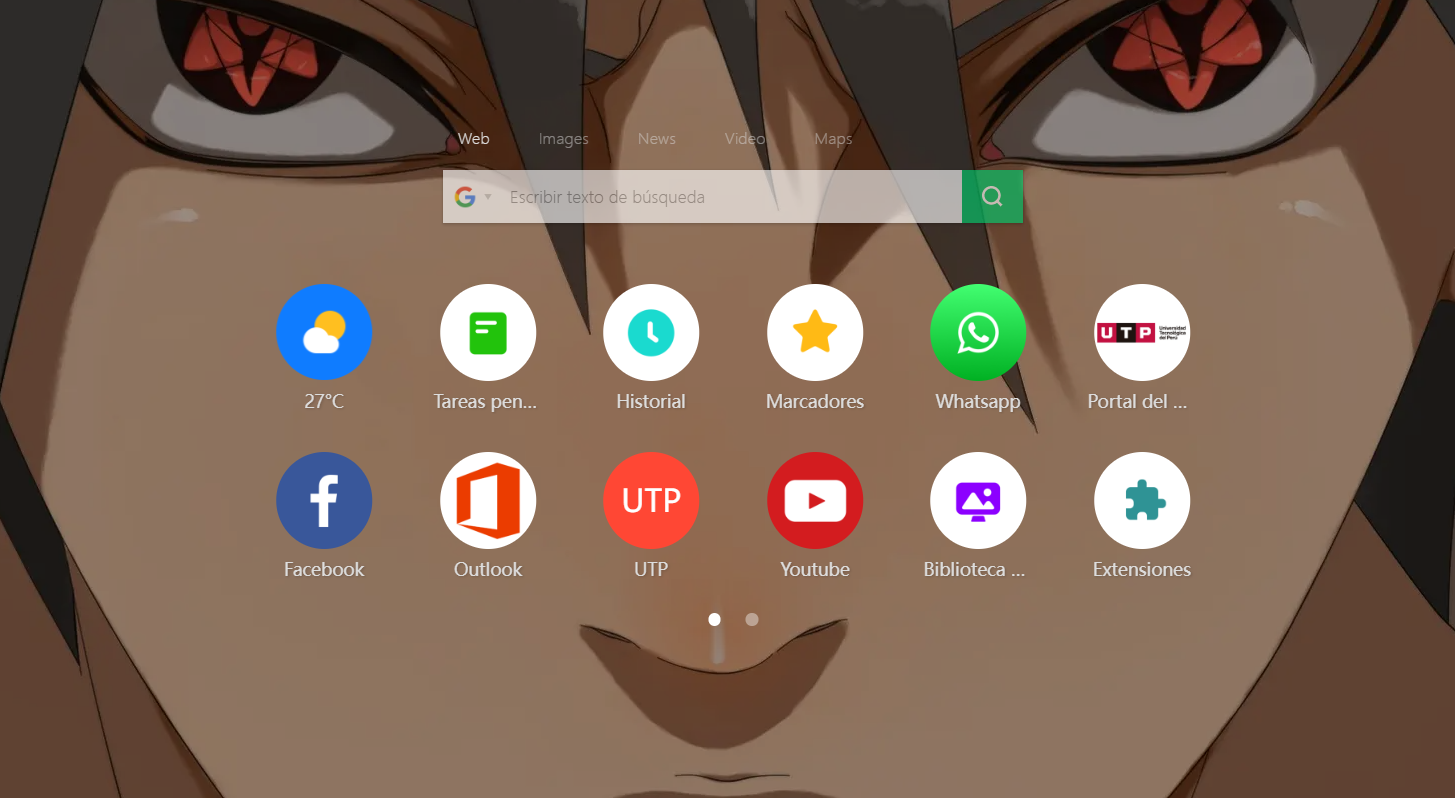 Web Images News Video Maps
Escribir texto de búsqueda
UTP Universidad Tecnológica del Perú
27°C Tareas pen... Historial Marcadores Whatsapp Portal del ...
UTP
Facebook Outlook UTP Youtube Biblioteca ... Extensiones